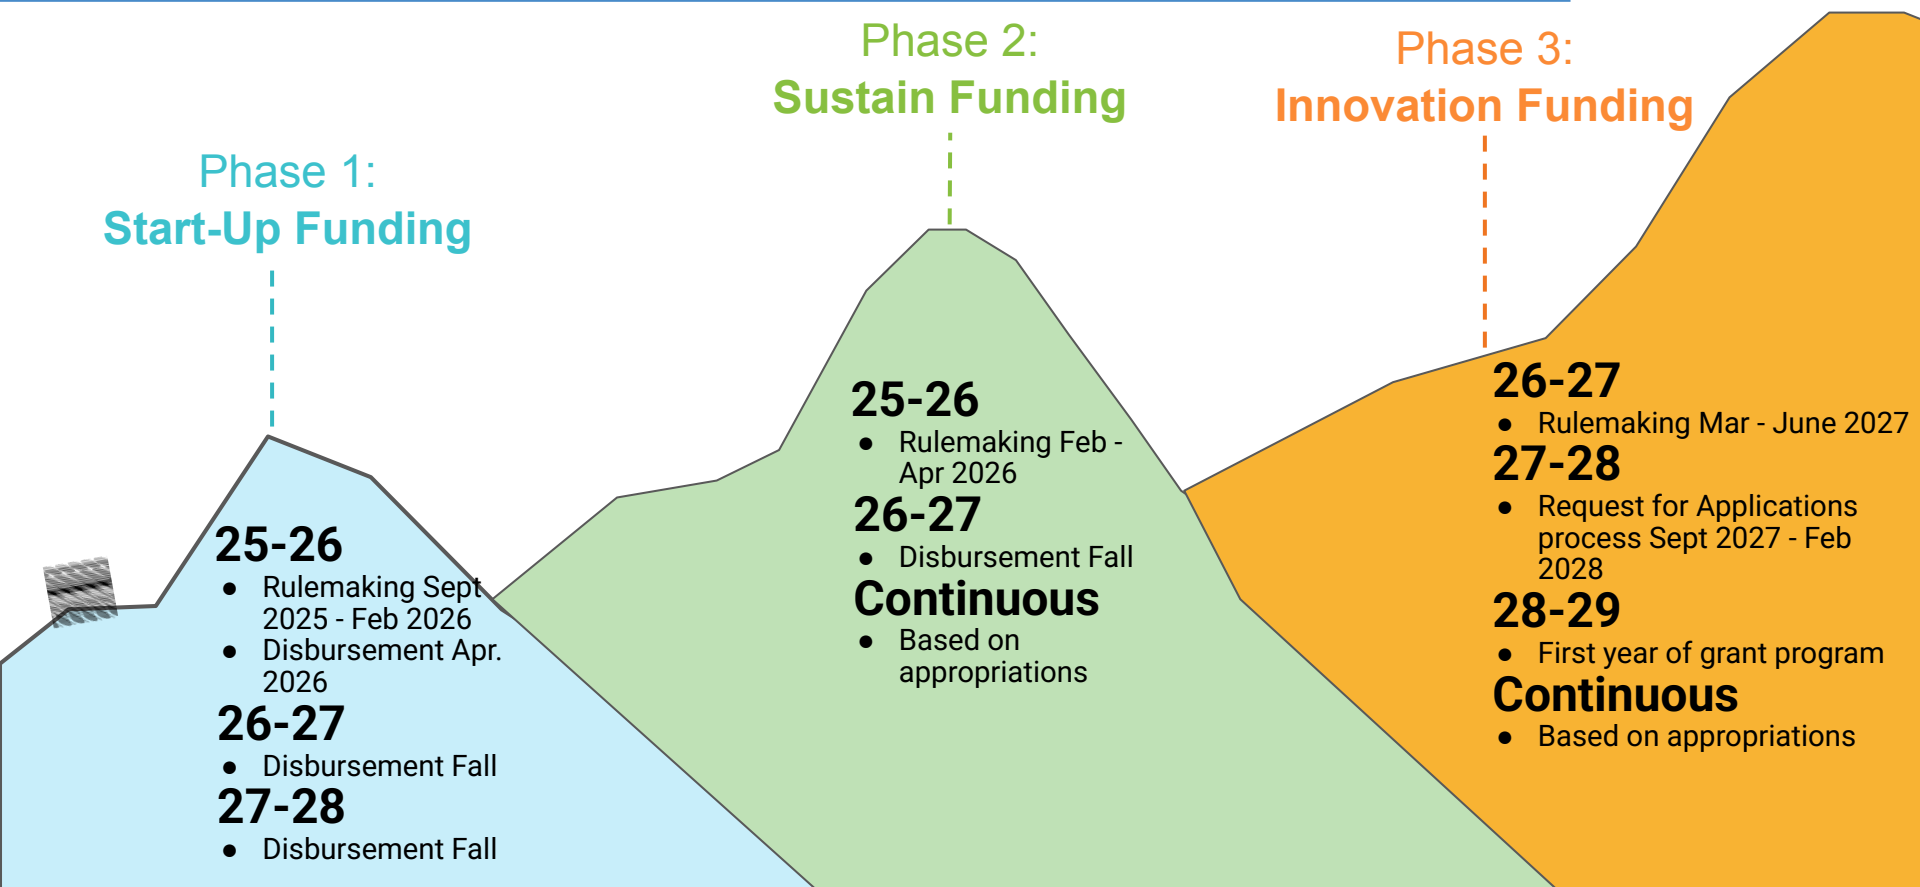 Phase 1:
Start-Up Funding
25-26
● Rulemaking Sept
2025 - Feb 2026
● Disbursement Apr.
2026
26-27
● Disbursement Fall
27-28
● Disbursement Fall
Phase 2:
Sustain Funding
25-26
● Rulemaking Feb -
Apr 2026
26-27
● Disbursement Fall
Continuous
● Based on
appropriations
Phase 3:
Innovation Funding
26-27
● Rulemaking Mar - June 2027
27-28
● Request for Applications
process Sept 2027 - Feb
2028
28-29
● First year of grant program
Continuous
● Based on appropriations